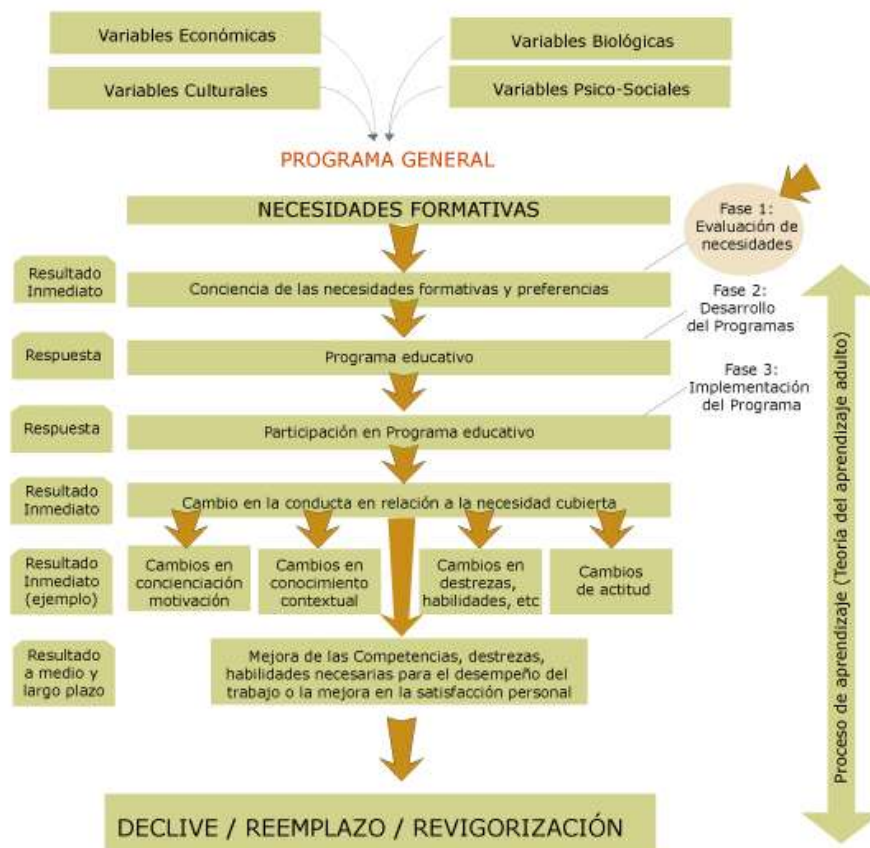 Variables Económicas
Variables Biológicas
Variables Culturales
Variables Psico-Sociales
PROGRAMA GENERAL
NECESIDADES FORMATIVAS
Fase 1:
Evaluación de
necesidades
Resultado
Inmediato
Conciencia de las necesidades formativas y preferencias
Fase 2:
Desarrollo
del Programas
Respuesta
Programa educativo
Fase 3:
Implementación
del Programa
Respuesta
Participación en Programa educativo
Resultado
Inmediato
Cambio en la conducta en relación a la necesidad cubierta
Resultado
Inmediato
(ejemplo)
Cambios en
concienciación
motivación
Cambios en
conocimiento
contextual
Cambios en
destrezas,
habilidades, etc
Cambios
de actitud
Resultado
a medio y
largo plazo
Mejora de las Competencias, destrezas,
habilidades necesarias para el desempeño del
trabajo o la mejora en la satisfacción personal
DECLIVE / REEMPLAZO / REVIGORIZACIÓN
Proceso de aprendizaje (Teoría del aprendizaje adulto)